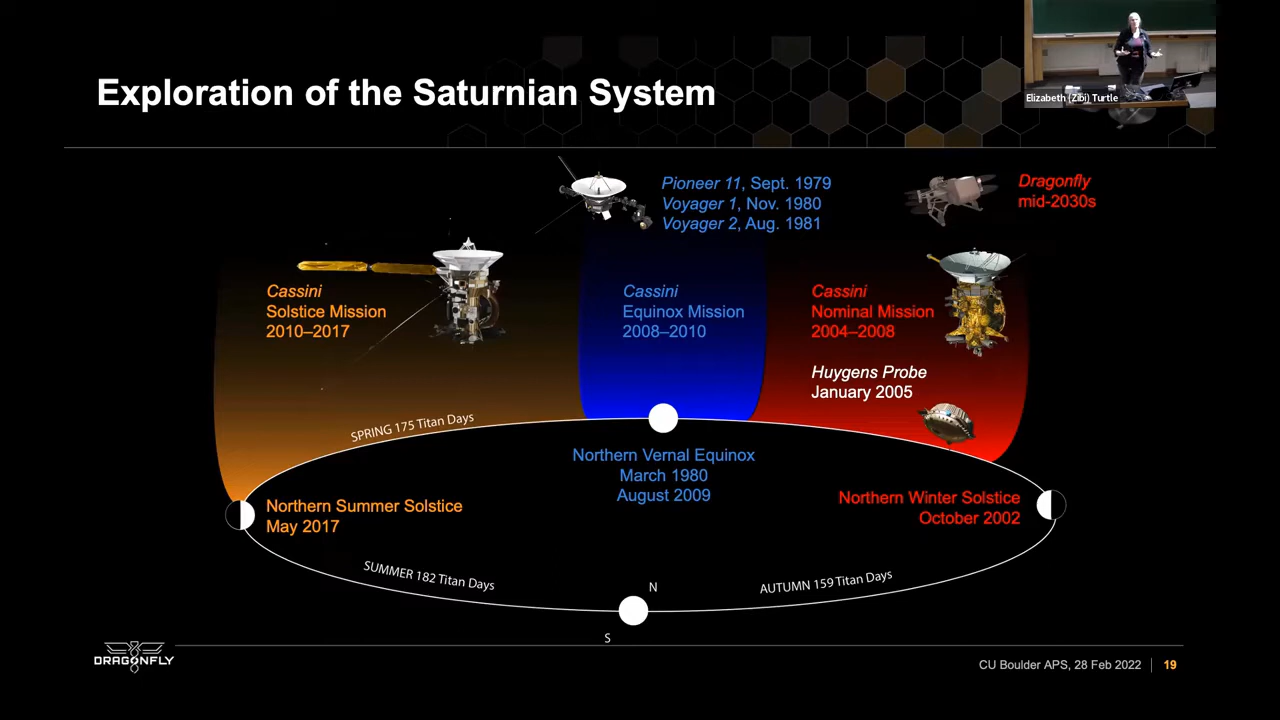 Exploration of the Saturnian System
Elizabeth (Zibi) Turtle
Pioneer 11, Sept. 1979
Voyager 1, Nov. 1980
Voyager 2, Aug. 1981
Dragonfly
mid-2030s
Cassini
Solstice Mission
2010–2017
Cassini
Equinox Mission
2008–2010
Cassini
Nominal Mission
2004–2008
Huygens Probe
January 2005
SPRING 175 Titan Days
Northern Vernal Equinox
March 1980
August 2009
Northern Summer Solstice
May 2017
Northern Winter Solstice
October 2002
SUMMER 182 Titan Days
AUTUMN 159 Titan Days
N
S
DRAGONFLY
CU Boulder APS, 28 Feb 2022
19